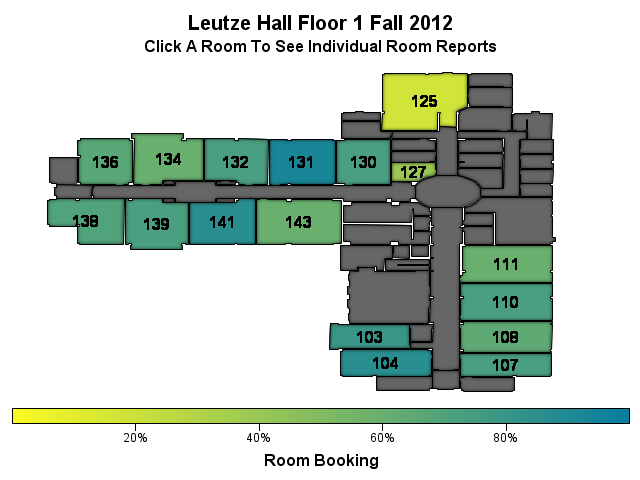 Leutze Hall Floor 1 Fall 2012
Click A Room To See Individual Room Reports
125
136 134 132 131 130
127
138 139 141 143
111
110
103 108
104 107
20% 40% 60% 80%
Room Booking